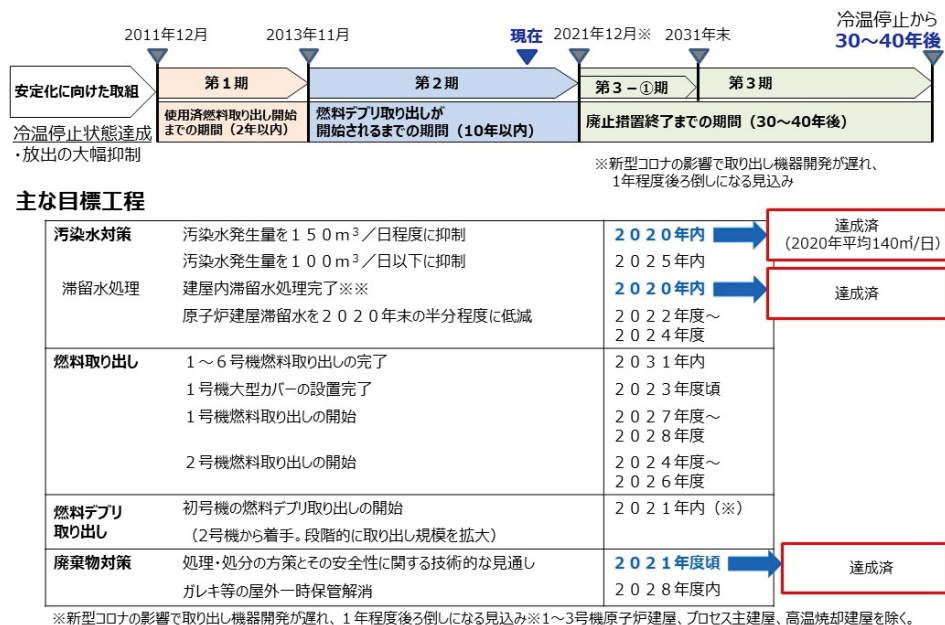 冷温停止から
2011年12月 2013年11月 現在 2021年12月※ 2031年末 30～40年後
安定化に向けた取組 第１期 第２期 第３－①期 第３期
使用済燃料取り出し開始
までの期間（2年以内）
燃料デブリ取り出しが
開始されるまでの期間（10年以内）
廃止措置終了までの期間（30～40年後）
冷温停止状態達成
・放出の大幅抑制
※新型コロナの影響で取り出し機器開発が遅れ、
1年程度後ろ倒しになる見込み
主な目標工程
汚染水対策 汚染水発生量を１５０ｍ³／日程度に抑制 ２０２０年内 達成済
（2020年平均140㎥/日）
汚染水発生量を１００ｍ³／日以下に抑制 ２０２５年内
滞留水処理 建屋内滞留水処理完了※※ ２０２０年内 達成済
原子炉建屋滞留水を２０２０年末の半分程度に低減 ２０２２年度～
２０２４年度
燃料取り出し １～６号機燃料取り出しの完了 ２０３１年内
１号機大型カバーの設置完了 ２０２３年度頃
１号機燃料取り出しの開始 ２０２７年度～
２０２８年度
２号機燃料取り出しの開始 ２０２４年度～
２０２６年度
燃料デブリ
取り出し
初号機の燃料デブリ取り出しの開始 ２０２１年内（※）
（２号機から着手。段階的に取り出し規模を拡大）
廃棄物対策 処理・処分の方策とその安全性に関する技術的な見通し ２０２１年度頃 達成済
ガレキ等の屋外一時保管解消 ２０２８年度内
※新型コロナの影響で取り出し機器開発が遅れ、１年程度後ろ倒しになる見込み※１～3号機原子炉建屋、プロセス主建屋、高温焼却建屋を除く。